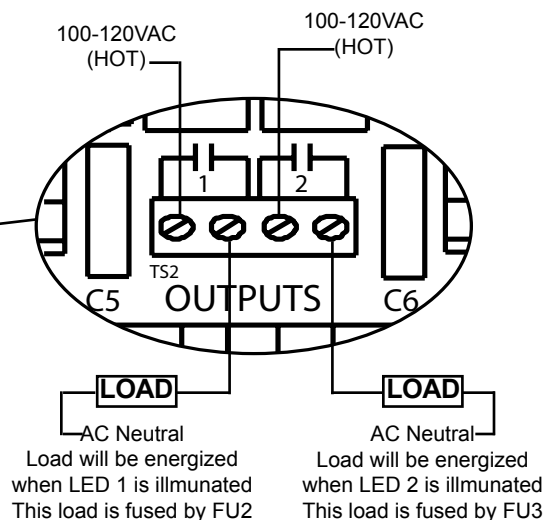 100-120VAC
(HOT)
100-120VAC
(HOT)
1
2
TS2
C5
OUTPUTS
C6
LOAD
LOAD
AC Neutral
Load will be energized
when LED 1 is illmunated
This load is fused by FU2
AC Neutral
Load will be energized
when LED 2 is illmunated
This load is fused by FU3